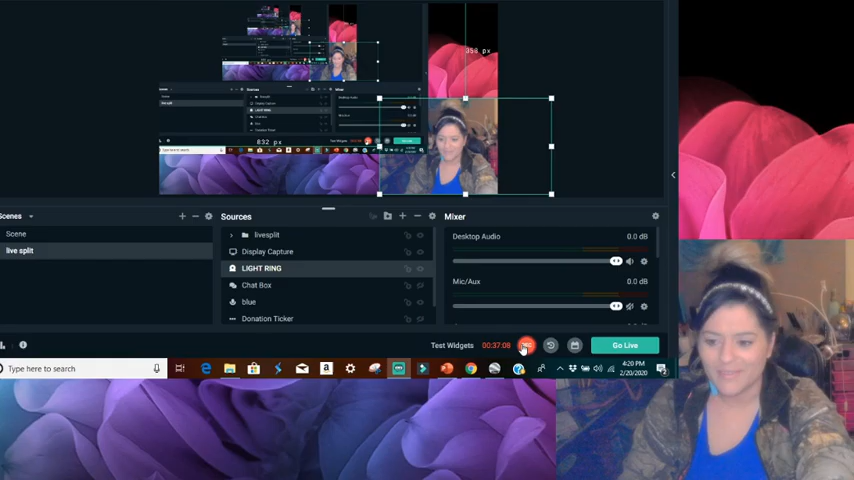 358 px
832 px
Scenes
Scene
live split
Sources
livesplit
Display Capture
LIGHT RING
Chat Box
blue
Donation Ticker
Mixer
Desktop Audio 0.0 dB
Mic/Aux 0.0 dB
Test Widgets 00:37:08 REC Go Live
Type here to search
4:20 PM
2/20/2020